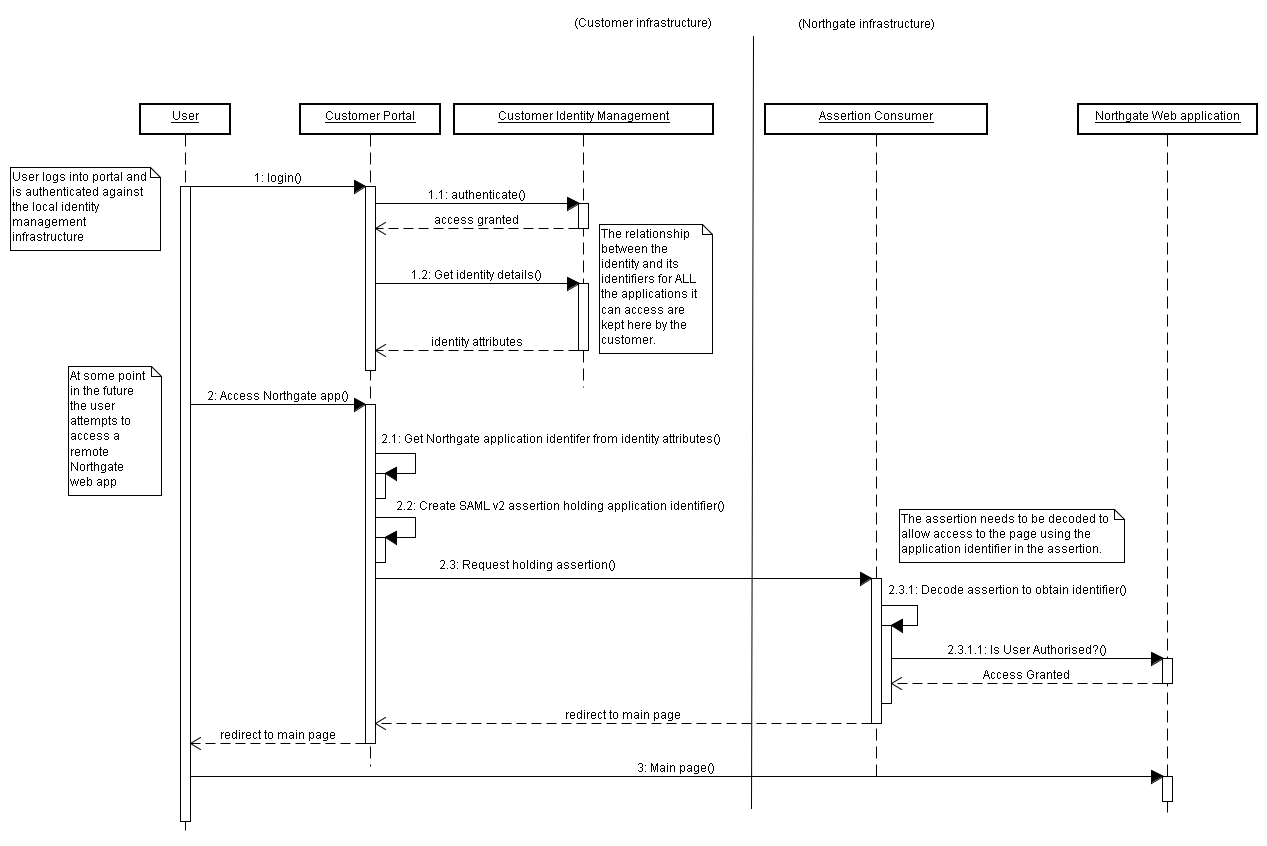 (Customer infrastructure)
(Northgate infrastructure)
User
Customer Portal
Customer Identity Management
Assertion Consumer
Northgate Web application
User logs into portal and
is authenticated against
the local identity
management
infrastructure
1: login()
1.1: authenticate()
access granted
The relationship
between the
identity and its
identifiers for ALL
the applications it
can access are
kept here by the
customer.
1.2: Get identity details()
identity attributes
At some point
in the future
the user
attempts to
access a
remote
Northgate
web app
2: Access Northgate app()
2.1: Get Northgate application identifer from identity attributes()
2.2: Create SAML v2 assertion holding application identifier()
The assertion needs to be decoded to
allow access to the page using the
application identifier in the assertion.
2.3: Request holding assertion()
2.3.1: Decode assertion to obtain identifier()
2.3.1.1: Is User Authorised?()
Access Granted
redirect to main page
redirect to main page
3: Main page()